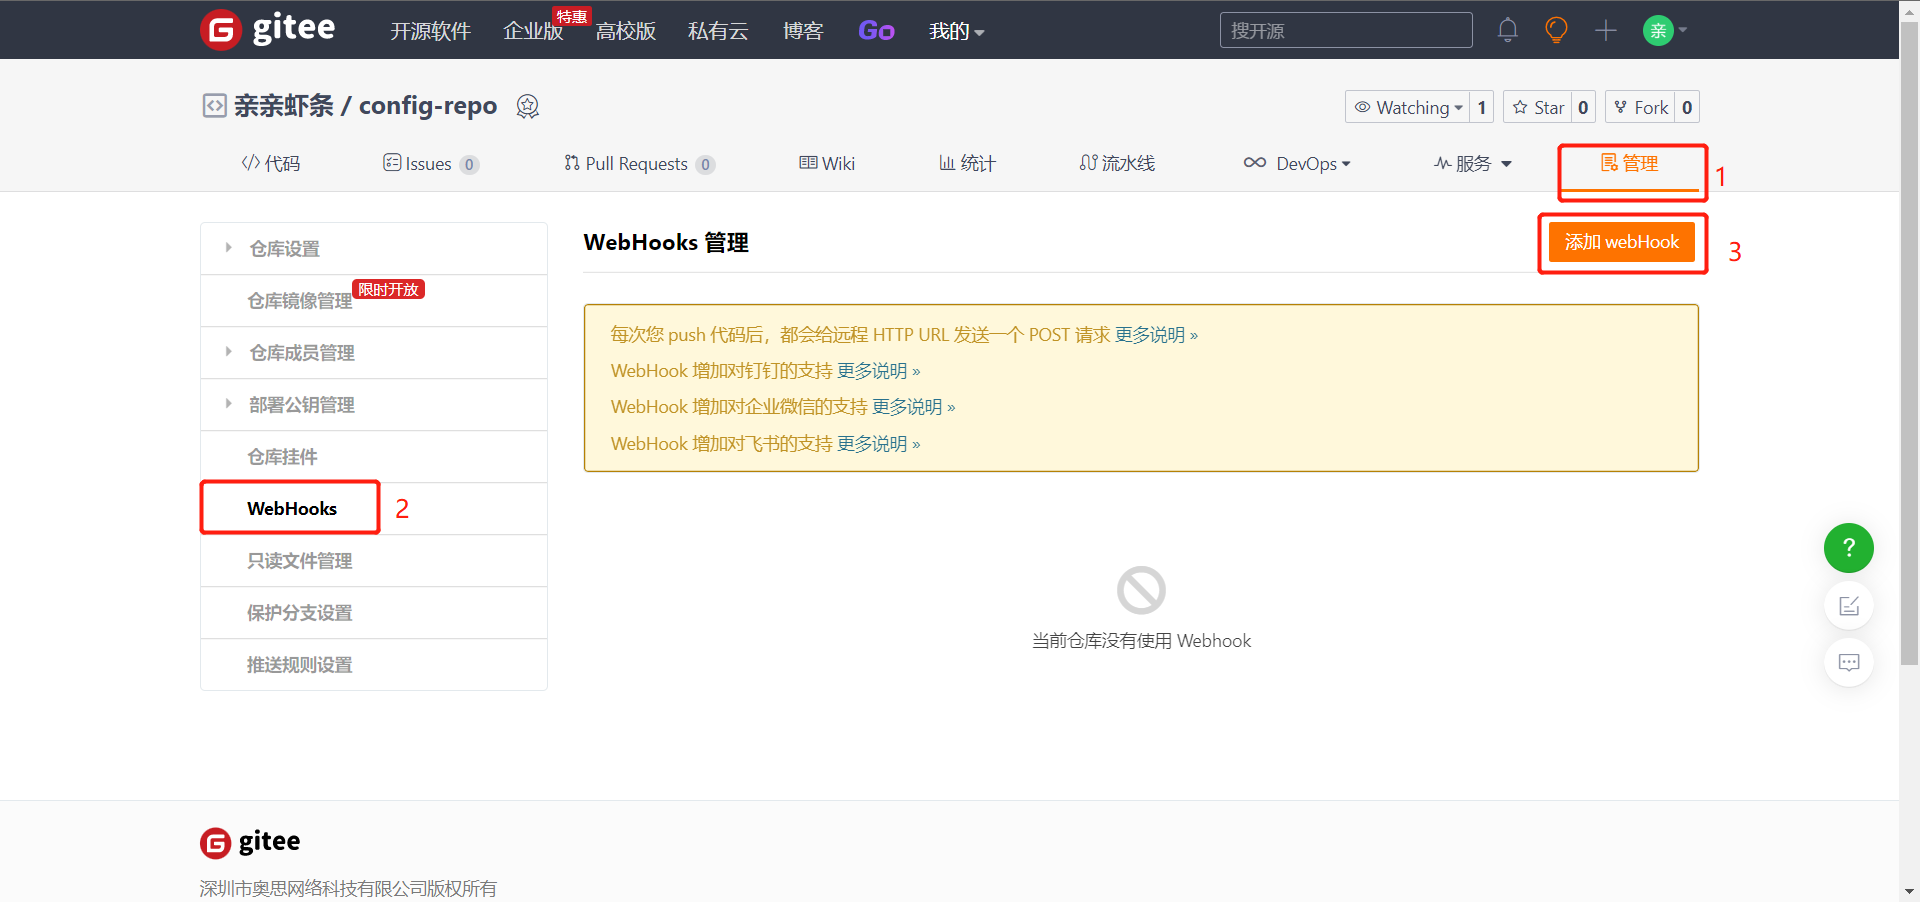 gitee 开源软件 企业版 特惠 高校版 私有云 博客 Go 我的 搜开源 亲
亲亲虾条 / config-repo Watching 1 Star 0 Fork 0
代码 Issues 0 Pull Requests 0 Wiki 统计 流水线 DevOps 服务 管理 1
仓库设置
仓库镜像管理 限时开放
仓库成员管理
部署公钥管理
仓库挂件
WebHooks 2
只读文件管理
保护分支设置
推送规则设置
WebHooks 管理 添加 webHook 3
每次您 push 代码后，都会给远程 HTTP URL 发送一个 POST 请求 更多说明 »
WebHook 增加对钉钉的支持 更多说明 »
WebHook 增加对企业微信的支持 更多说明 »
WebHook 增加对飞书的支持 更多说明 »
当前仓库没有使用 Webhook
?
gitee
深圳市奥思网络科技有限公司版权所有